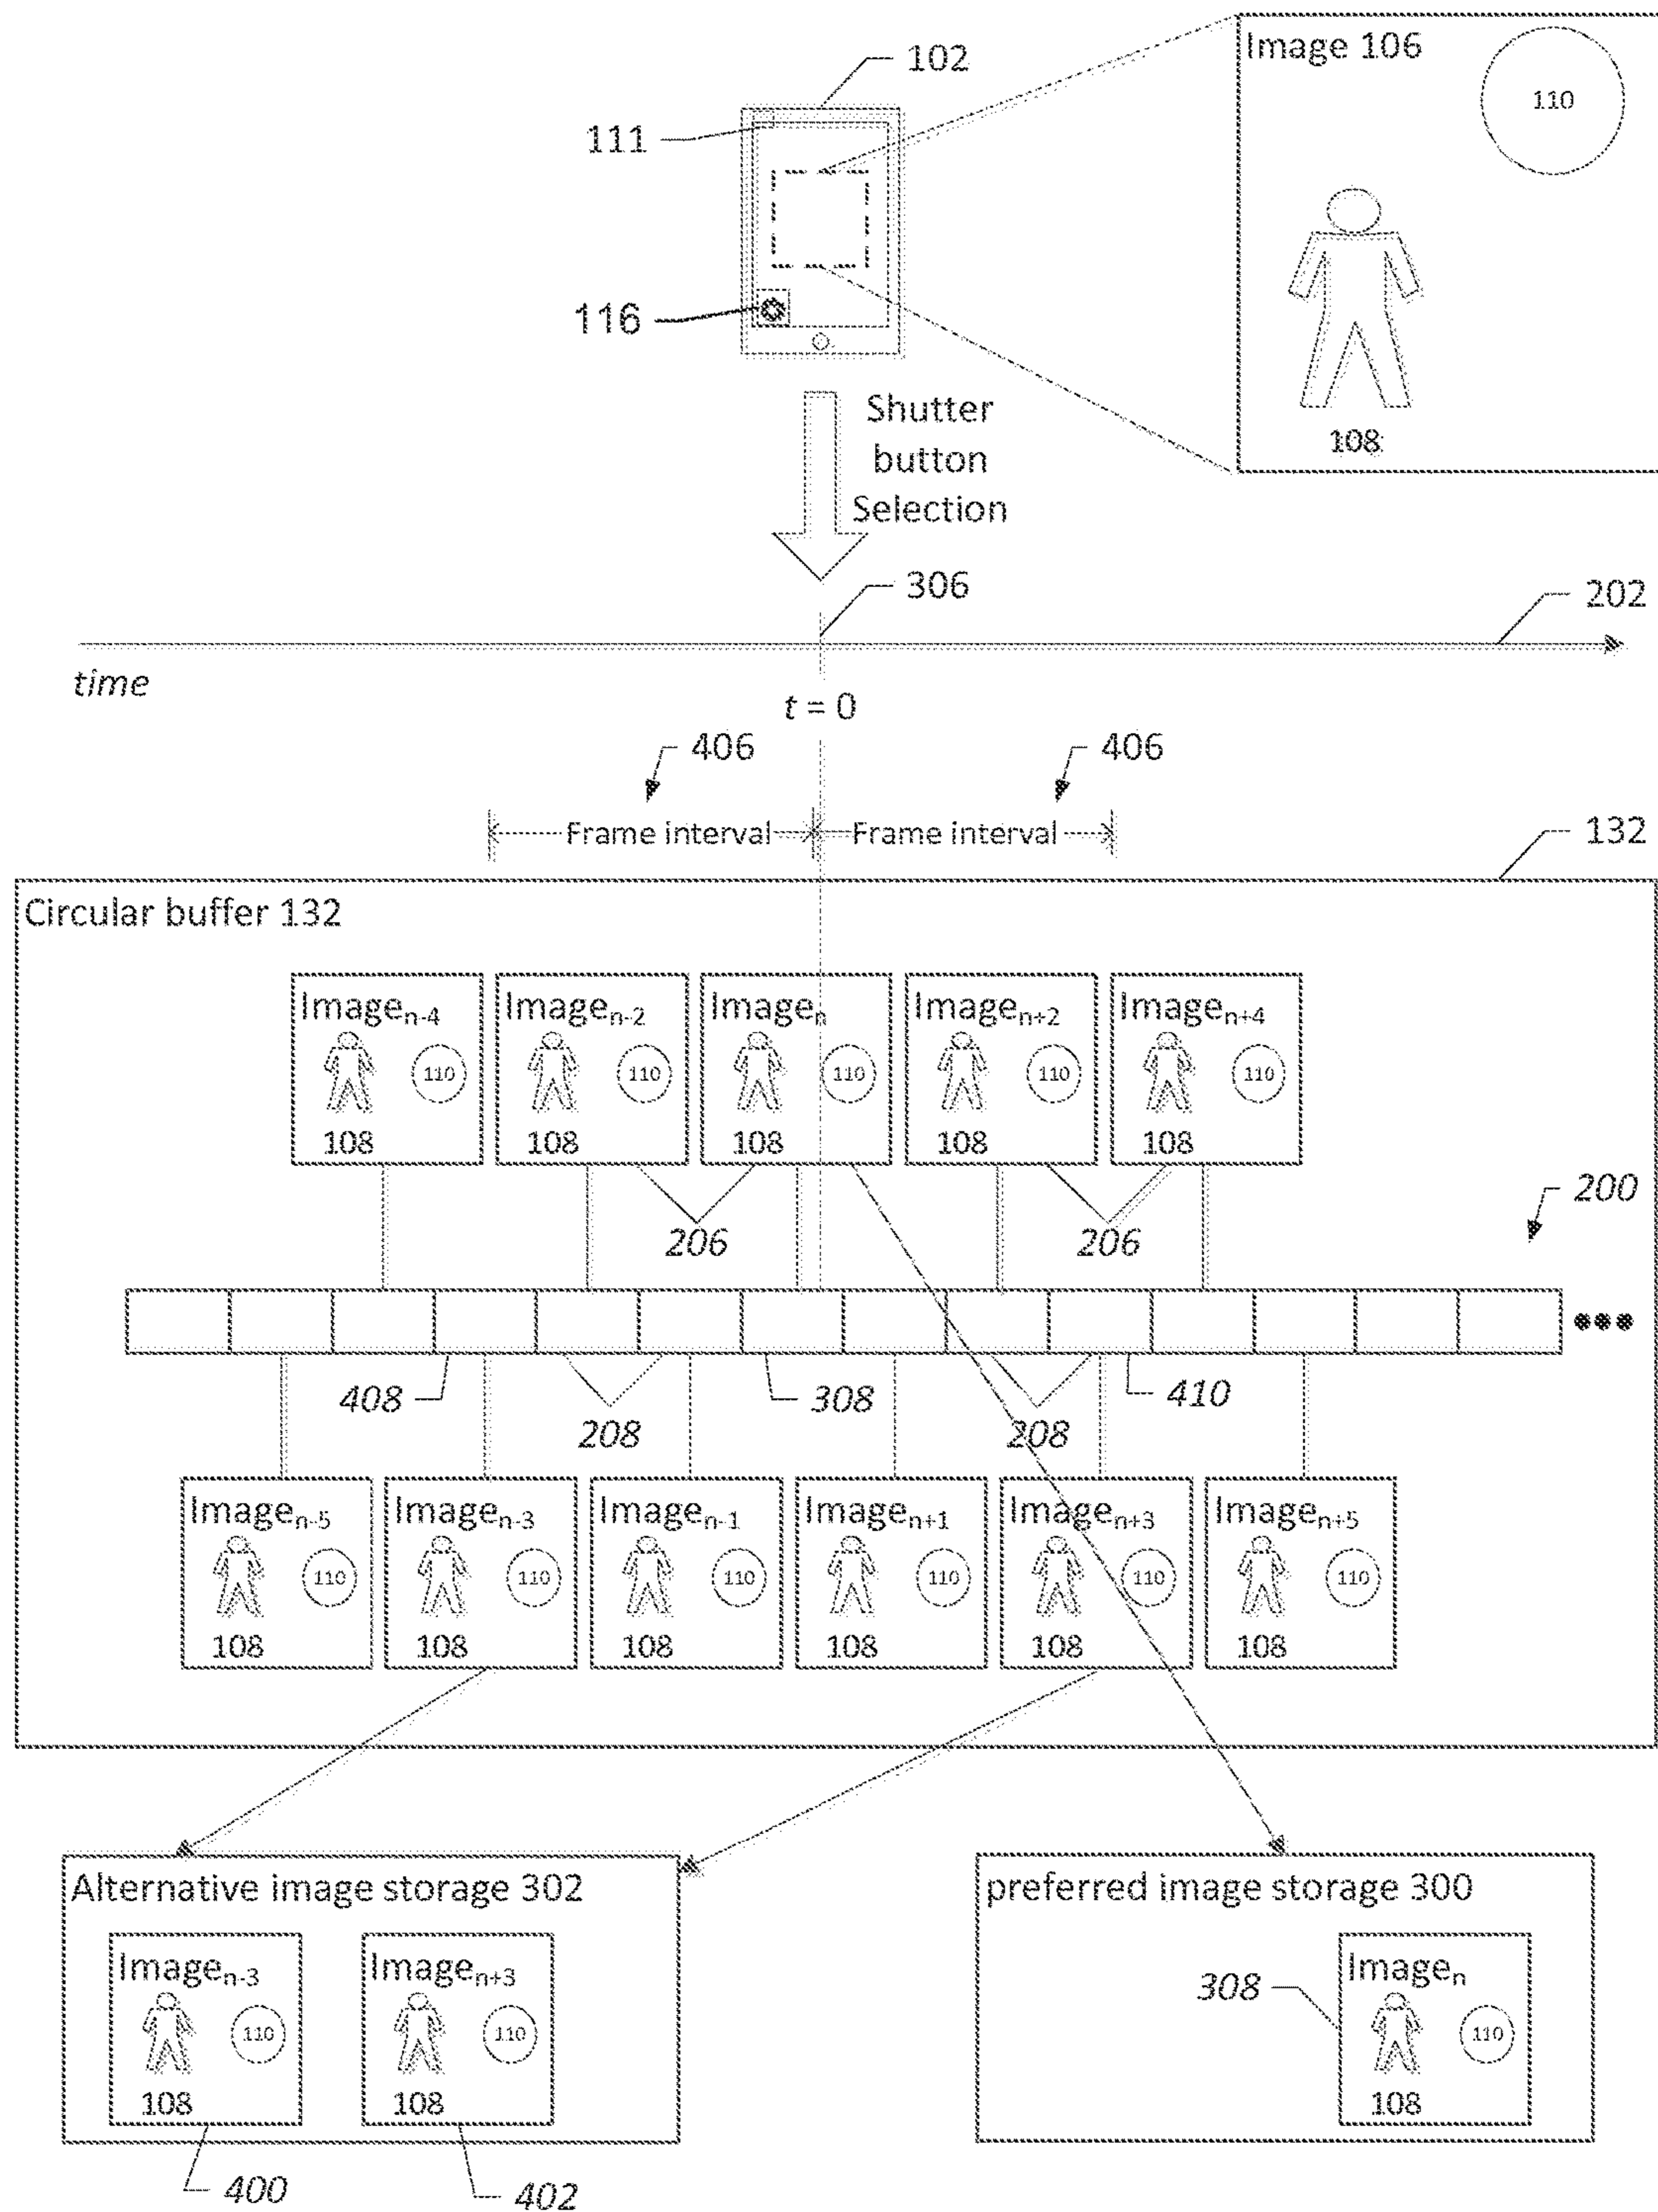 Image 106
110
102
111
116
108
Shutter
button
Selection
306
202
time
t = 0
406
406
Frame interval
Frame interval
132
Circular buffer 132
Imageₙ₋₄
110
108
Imageₙ₋₂
110
108
Imageₙ
110
108
Imageₙ₊₂
110
108
Imageₙ₊₄
110
108
206
206
200
408
208
308
208
410
Imageₙ₋₅
110
108
Imageₙ₋₃
110
108
Imageₙ₋₁
110
108
Imageₙ₊₁
110
108
Imageₙ₊₃
110
108
Imageₙ₊₅
110
108
Alternative image storage 302
Imageₙ₋₃
110
108
Imageₙ₊₃
110
108
400
402
preferred image storage 300
308
Imageₙ
110
108